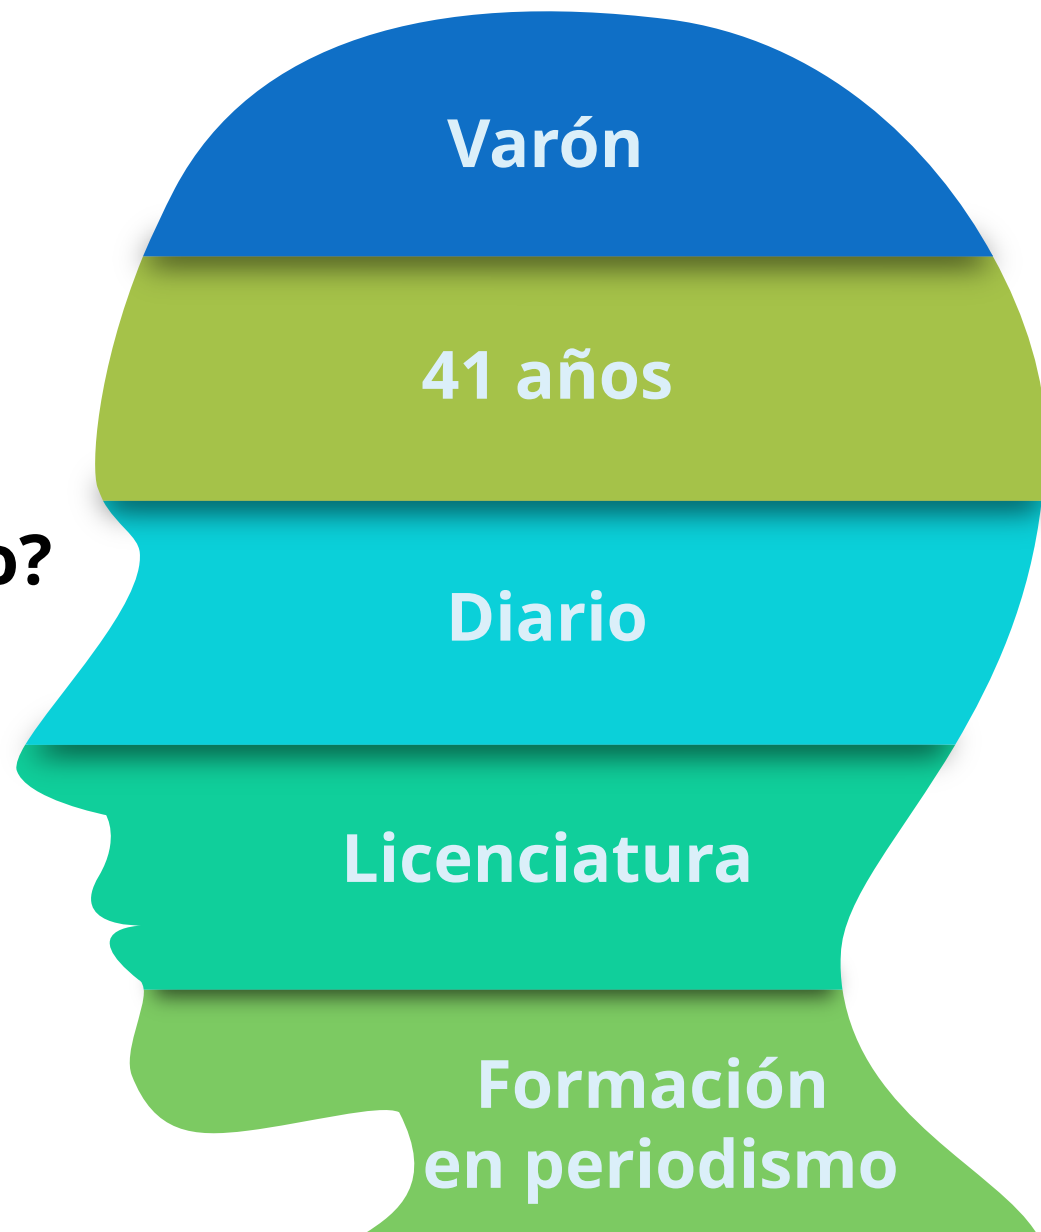 Varón
41 años
o?
Diario
Licenciatura
Formación
en periodismo